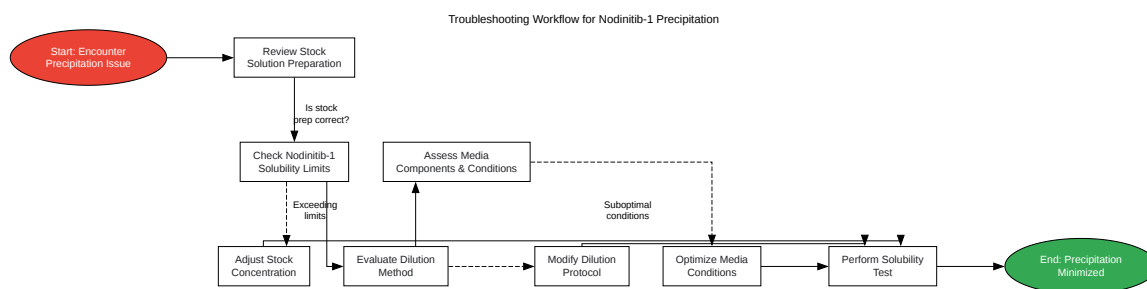 Troubleshooting Workflow for Nodinitib-1 Precipitation
Start: Encounter
Precipitation Issue
Review Stock
Solution Preparation
Is stock
prep correct?
Check Nodinitib-1
Solubility Limits
Assess Media
Components & Conditions
Exceeding
limits
Suboptimal
conditions
Adjust Stock
Concentration
Evaluate Dilution
Method
Modify Dilution
Protocol
Optimize Media
Conditions
Perform Solubility
Test
End: Precipitation
Minimized